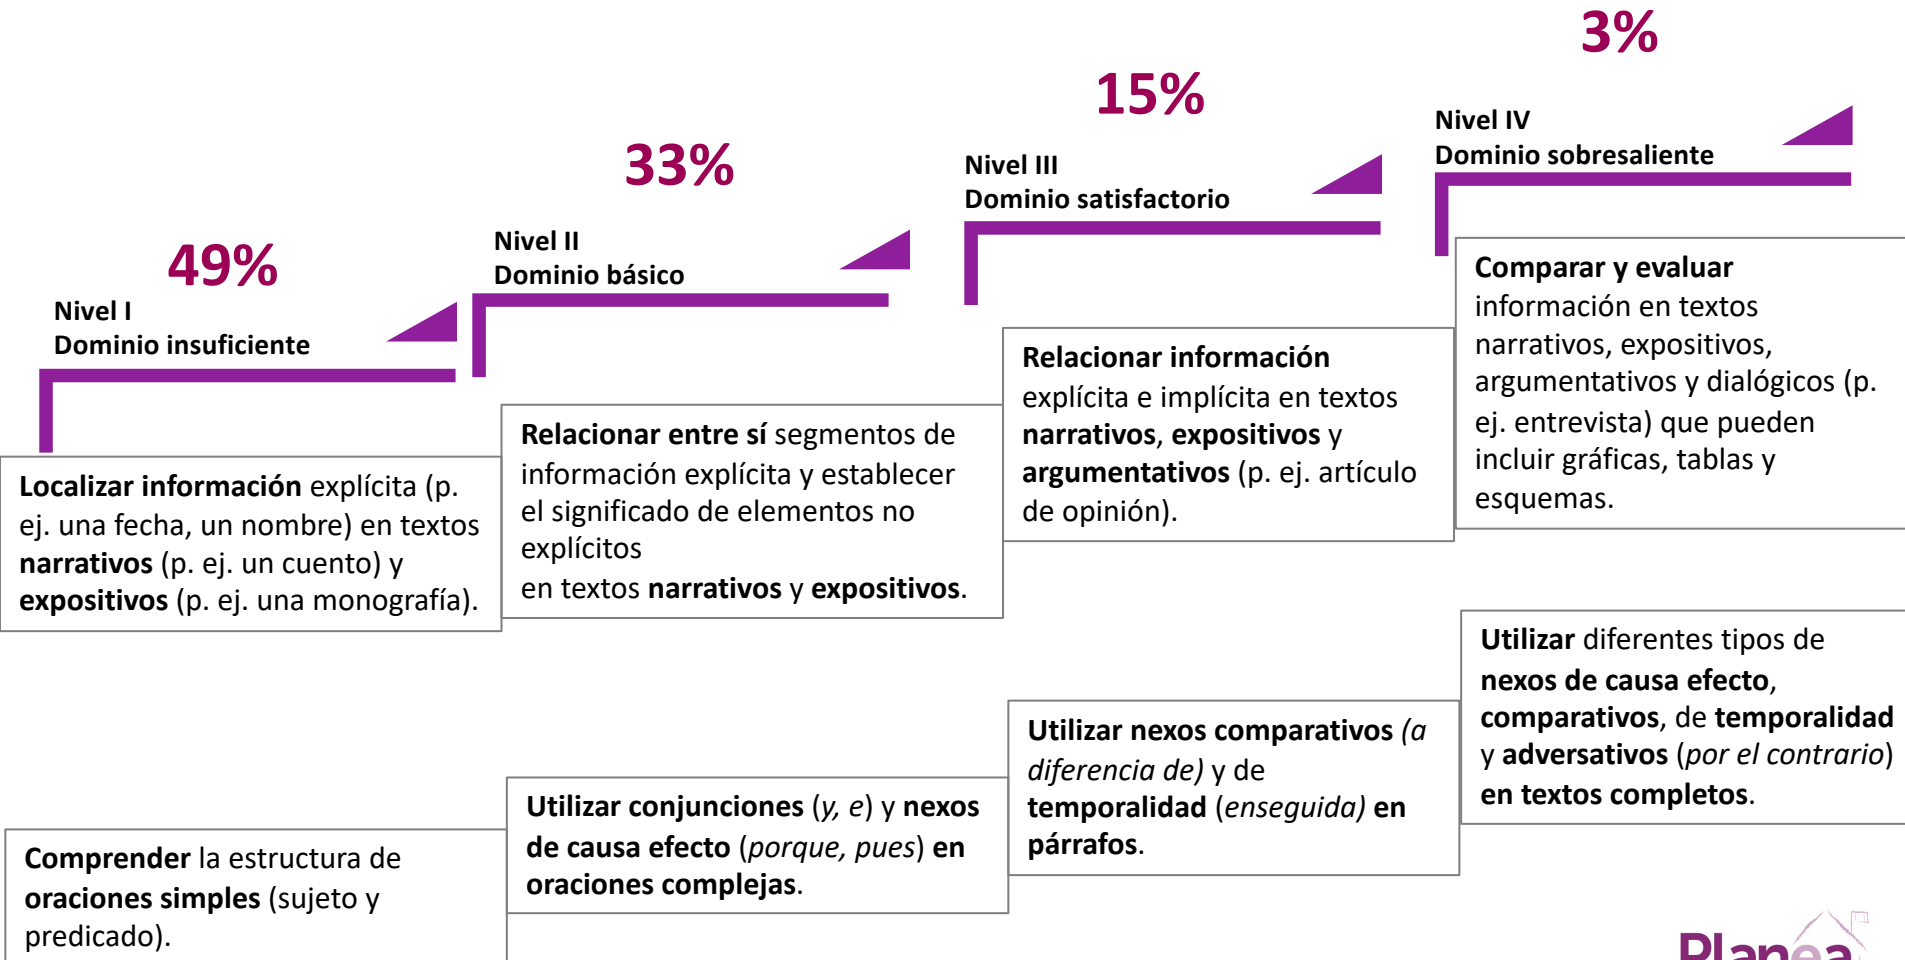 49%
Nivel I
Dominio insuficiente
Localizar información explícita (p.
ej. una fecha, un nombre) en textos
narrativos (p. ej. un cuento) y
expositivos (p. ej. una monografía).
Comprender la estructura de
oraciones simples (sujeto y
predicado).
33%
Nivel II
Dominio básico
Relacionar entre sí segmentos de
información explícita y establecer
el significado de elementos no
explícitos
en textos narrativos y expositivos.
Utilizar conjunciones (y, e) y nexos
de causa efecto (porque, pues) en
oraciones complejas.
15%
Nivel III
Dominio satisfactorio
Relacionar información
explícita e implícita en textos
narrativos, expositivos y
argumentativos (p. ej. artículo
de opinión).
Utilizar nexos comparativos (a
diferencia de) y de
temporalidad (enseguida) en
párrafos.
3%
Nivel IV
Dominio sobresaliente
Comparar y evaluar
información en textos
narrativos, expositivos,
argumentativos y dialógicos (p.
ej. entrevista) que pueden
incluir gráficas, tablas y
esquemas.
Utilizar diferentes tipos de
nexos de causa efecto,
comparativos, de temporalidad
y adversativos (por el contrario)
en textos completos.
Planea